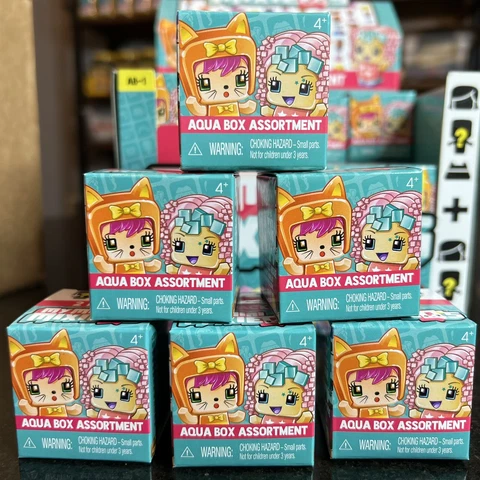 4+
AQUA BOX ASSORTMENT
WARNING: CHOKING HAZARD – Small parts.
Not for children under 3 years.
4+
AQUA BOX ASSORTMENT
WARNING: CHOKING HAZARD – Small parts.
Not for children under 3 years.
4+
AQUA BOX ASSORTMENT
WARNING: CHOKING HAZARD – Small parts.
Not for children under 3 years.
4+
AQUA BOX ASSORTMENT
WARNING: CHOKING HAZARD – Small parts.
Not for children under 3 years.
4+
AQUA BOX ASSORTMENT
WARNING: CHOKING HAZARD – Small parts.
Not for children under 3 years.
4+
AQUA BOX ASSORTMENT
WARNING: CHOKING HAZARD – Small parts.
Not for children under 3 years.
?
+
?